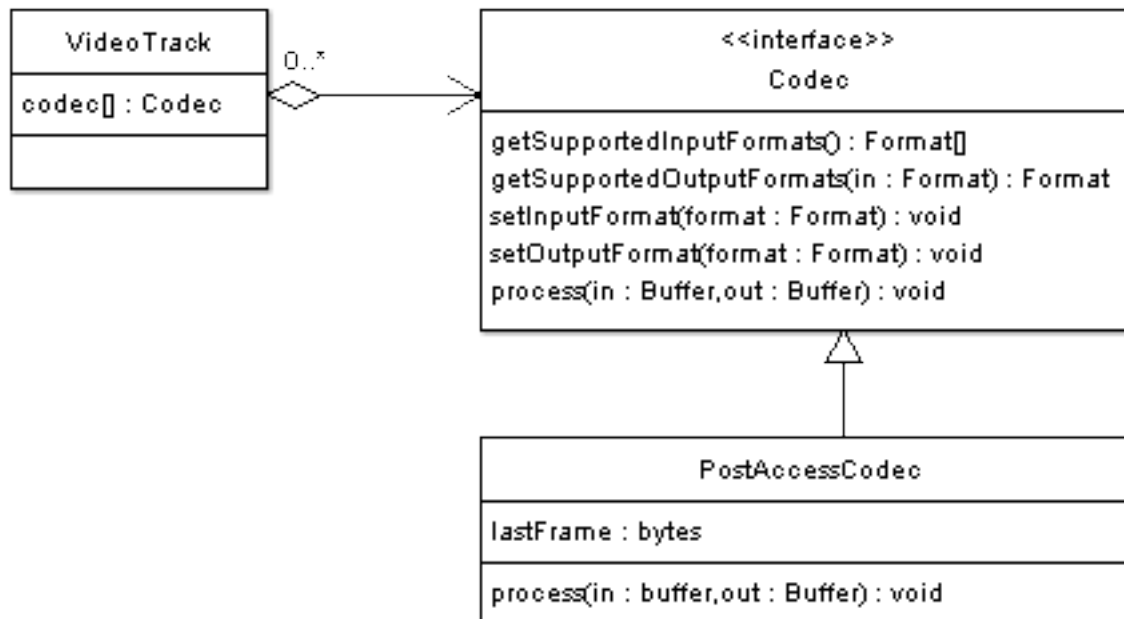 VideoTrack
codec[] : Codec
0..*
<<interface>>
Codec
getSupportedInputFormats() : Format[]
getSupportedOutputFormats(in : Format) : Format
setInputFormat(format : Format) : void
setOutputFormat(format : Format) : void
process(in : Buffer,out : Buffer) : void
PostAccessCodec
lastFrame : bytes
process(in : buffer,out : Buffer) : void